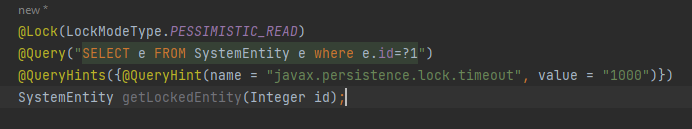 new *
@Lock(LockModeType.PESSIMISTIC_READ)
@Query("SELECT e FROM SystemEntity e where e.id=?1")
@QueryHints({@QueryHint(name = "javax.persistence.lock.timeout", value = "1000")})
SystemEntity getLockedEntity(Integer id);